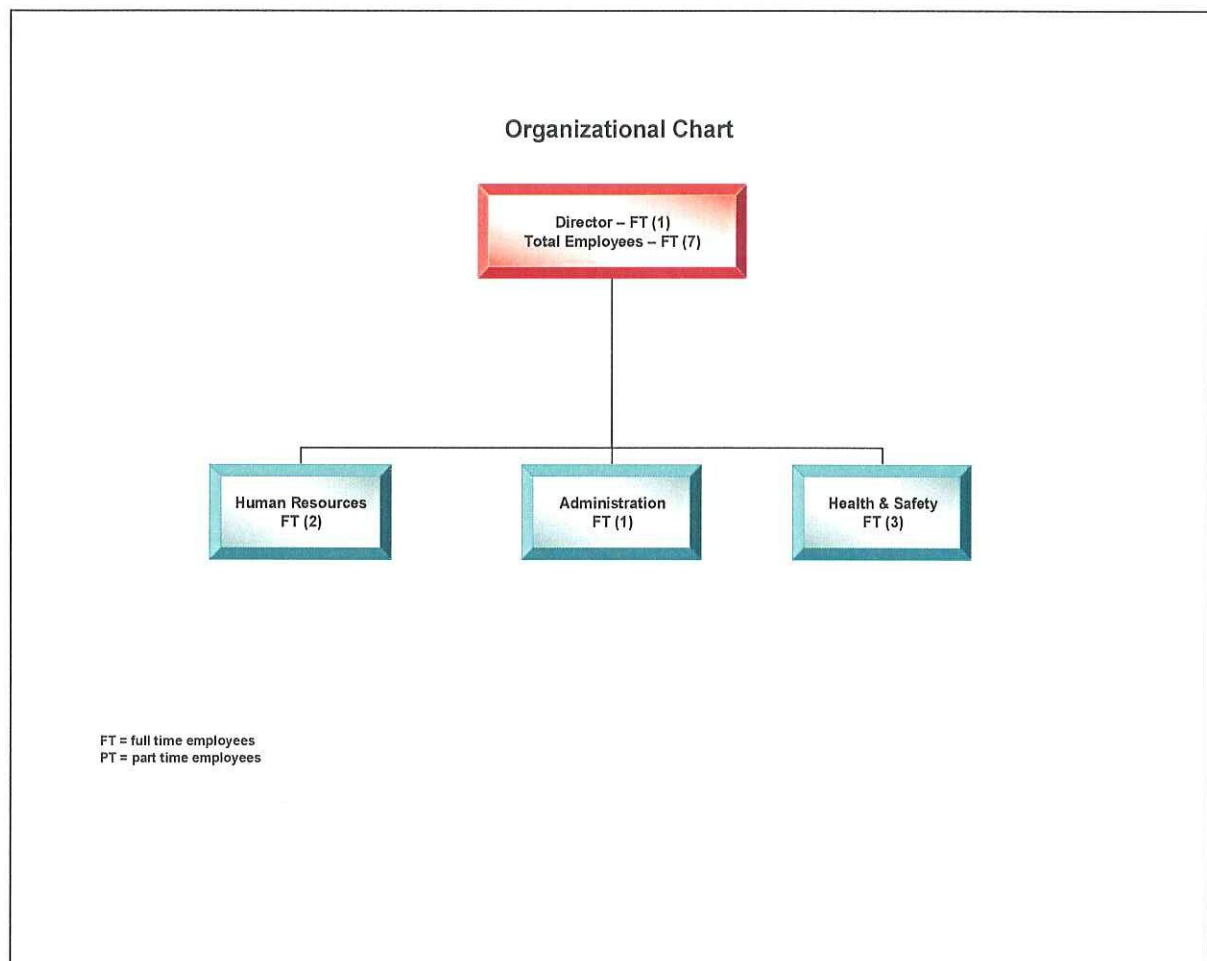 Organizational Chart
Director – FT (1)
Total Employees – FT (7)
Human Resources
FT (2)
Administration
FT (1)
Health & Safety
FT (3)
FT = full time employees
PT = part time employees